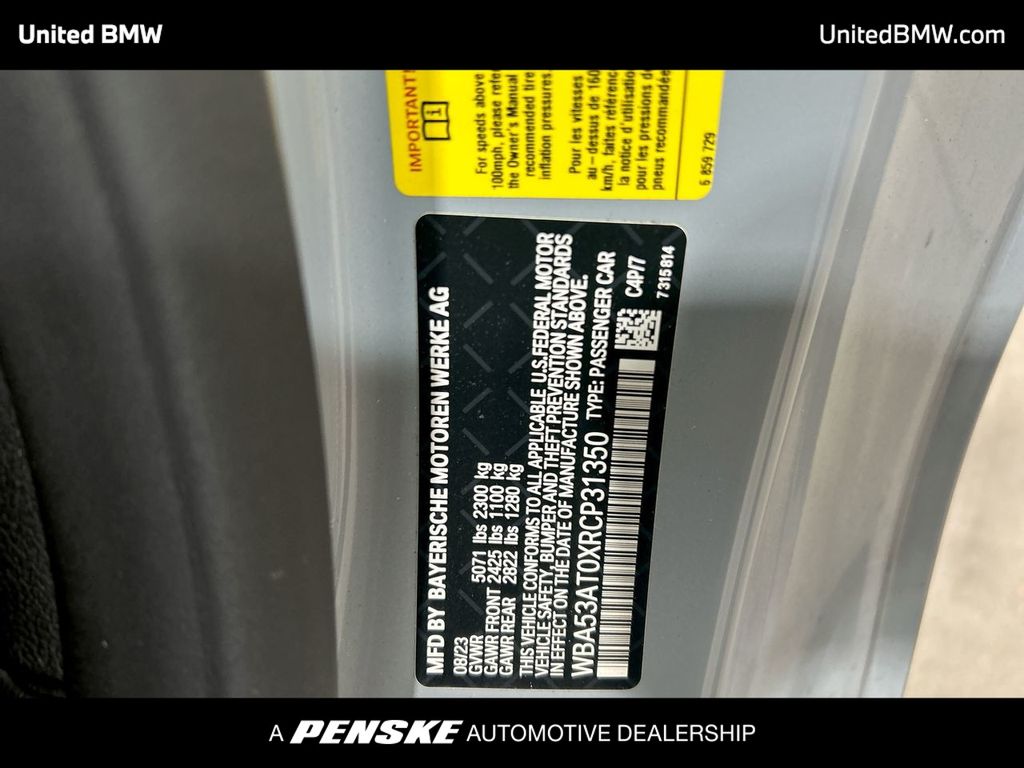 United BMW
UnitedBMW.com
IMPORTANT
For speeds above
100mph, please refer
the Owner's Manual
recommended tire
inflation pressures
Pour les vitesses
au-dessus de 160
km/h, faites référenc
la notice d'utilisation
pour les pressions de
pneus recommandées
6 859 729
MFD BY BAYERISCHE MOTOREN WERKE AG
08/23
GVWR 5071 lbs 2300 kg
GAWR FRONT 2425 lbs 1100 kg
GAWR REAR 2822 lbs 1280 kg
THIS VEHICLE CONFORMS TO ALL APPLICABLE U.S.FEDERAL MOTOR
VEHICLE SAFETY, BUMPER AND THEFT PREVENTION STANDARDS
IN EFFECT ON THE DATE OF MANUFACTURE SHOWN ABOVE.
WBA53AT0XRCP31350 TYPE: PASSENGER CAR
C4P/7
7315814
A PENSKE AUTOMOTIVE DEALERSHIP